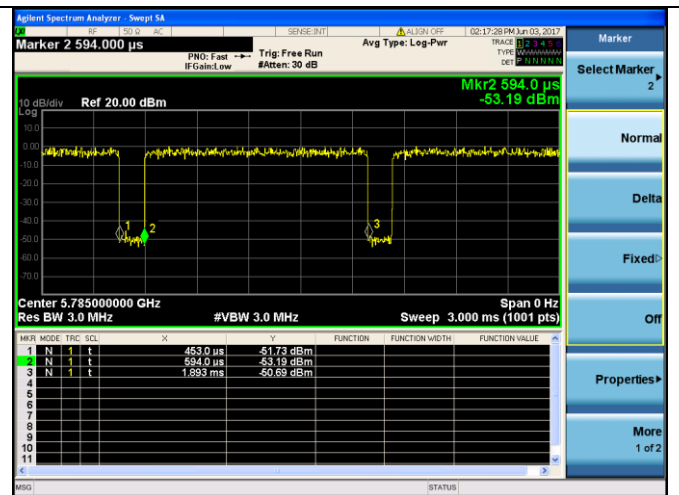 Agilent Spectrum Analyzer - Swept SA
RF 50 Ω AC SENSE:INT ALIGN OFF 02:17:28 PM Jun 03, 2017
Marker 2 594.000 µs
PNO: Fast
IFGain:Low
Trig: Free Run
#Atten: 30 dB
Avg Type: Log-Pwr
TRACE 1 2 3 4 5 6
TYPE
DET P N N N N N
Mkr2 594.0 µs
-53.19 dBm
10 dB/div Ref 20.00 dBm
Log
10.0
0.00
-10.0
-20.0
-30.0
-40.0
-50.0
-60.0
-70.0
1
2
3
Center 5.785000000 GHz Span 0 Hz
Res BW 3.0 MHz #VBW 3.0 MHz Sweep 3.000 ms (1001 pts)
MKR MODE TRC SCL X Y FUNCTION FUNCTION WIDTH FUNCTION VALUE
1 N 1 t 453.0 µs -51.73 dBm
2 N 1 t 594.0 µs -53.19 dBm
3 N 1 t 1.893 ms -50.69 dBm
4
5
6
7
8
9
10
11
MSG STATUS
Marker
Select Marker
2
Normal
Delta
Fixed
Off
Properties
More
1 of 2